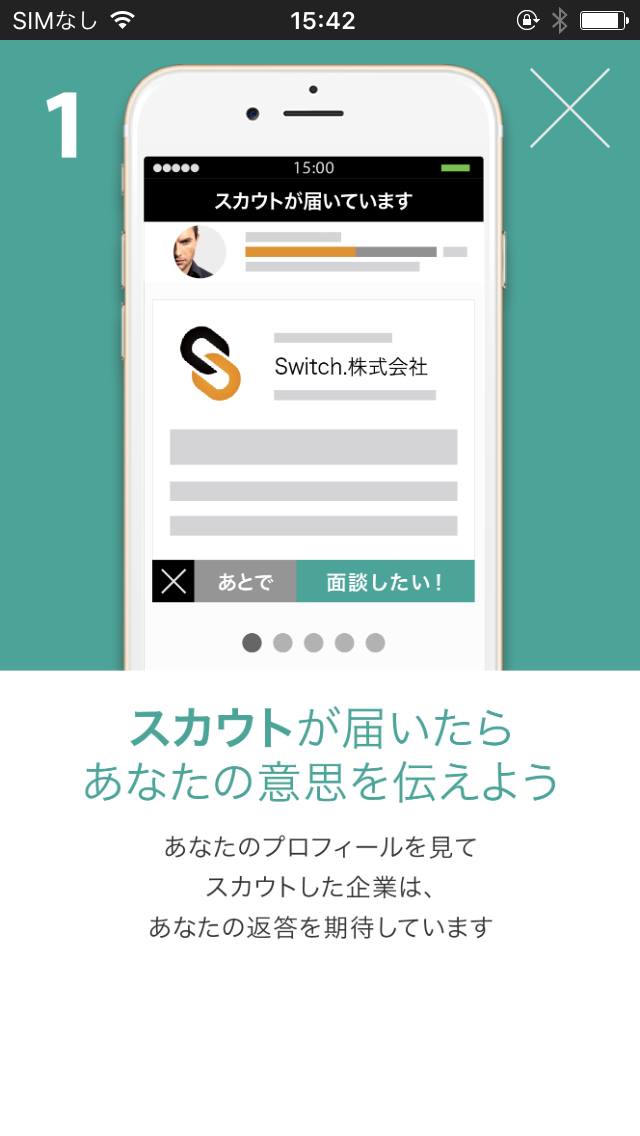 SIMなし
15:42
1
15:00
スカウトが届いています
Switch.株式会社
あとで
面談したい！
スカウトが届いたら
あなたの意思を伝えよう
あなたのプロフィールを見て
スカウトした企業は、
あなたの返答を期待しています